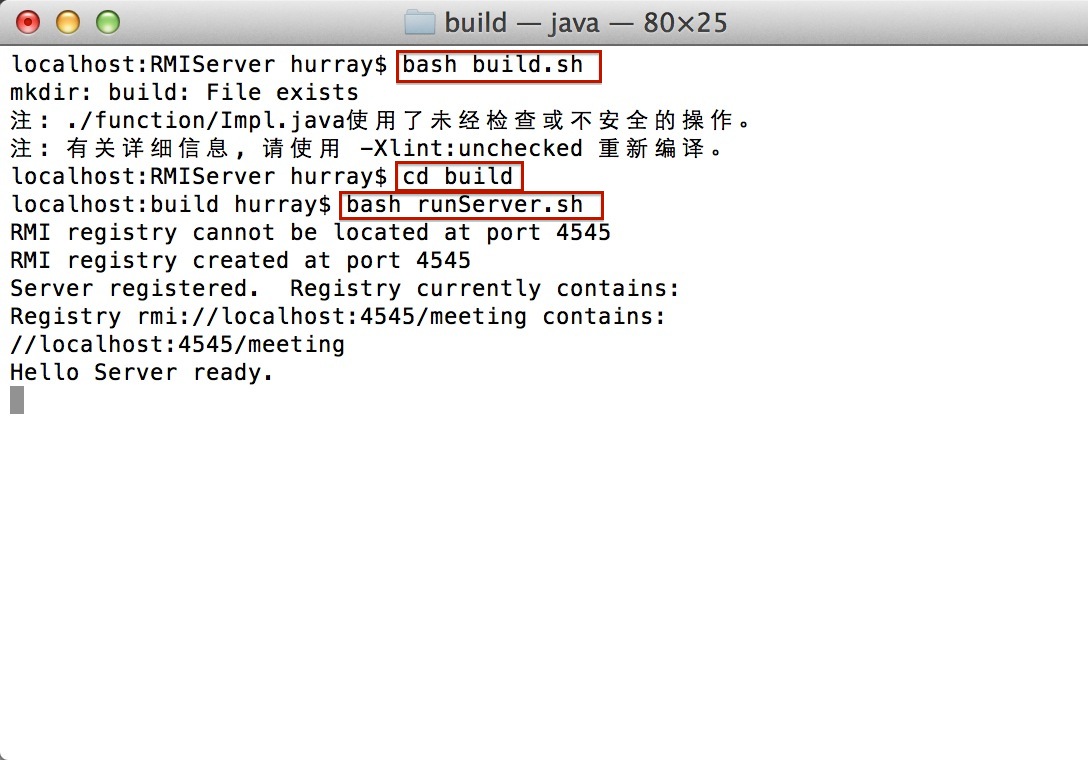 build — java — 80×25
localhost:RMIServer hurray$ bash build.sh
mkdir: build: File exists
注: ./function/Impl.java使用了未经检查或不安全的操作。
注: 有关详细信息, 请使用 -Xlint:unchecked 重新编译。
localhost:RMIServer hurray$ cd build
localhost:build hurray$ bash runServer.sh
RMI registry cannot be located at port 4545
RMI registry created at port 4545
Server registered.  Registry currently contains:
Registry rmi://localhost:4545/meeting contains:
//localhost:4545/meeting
Hello Server ready.